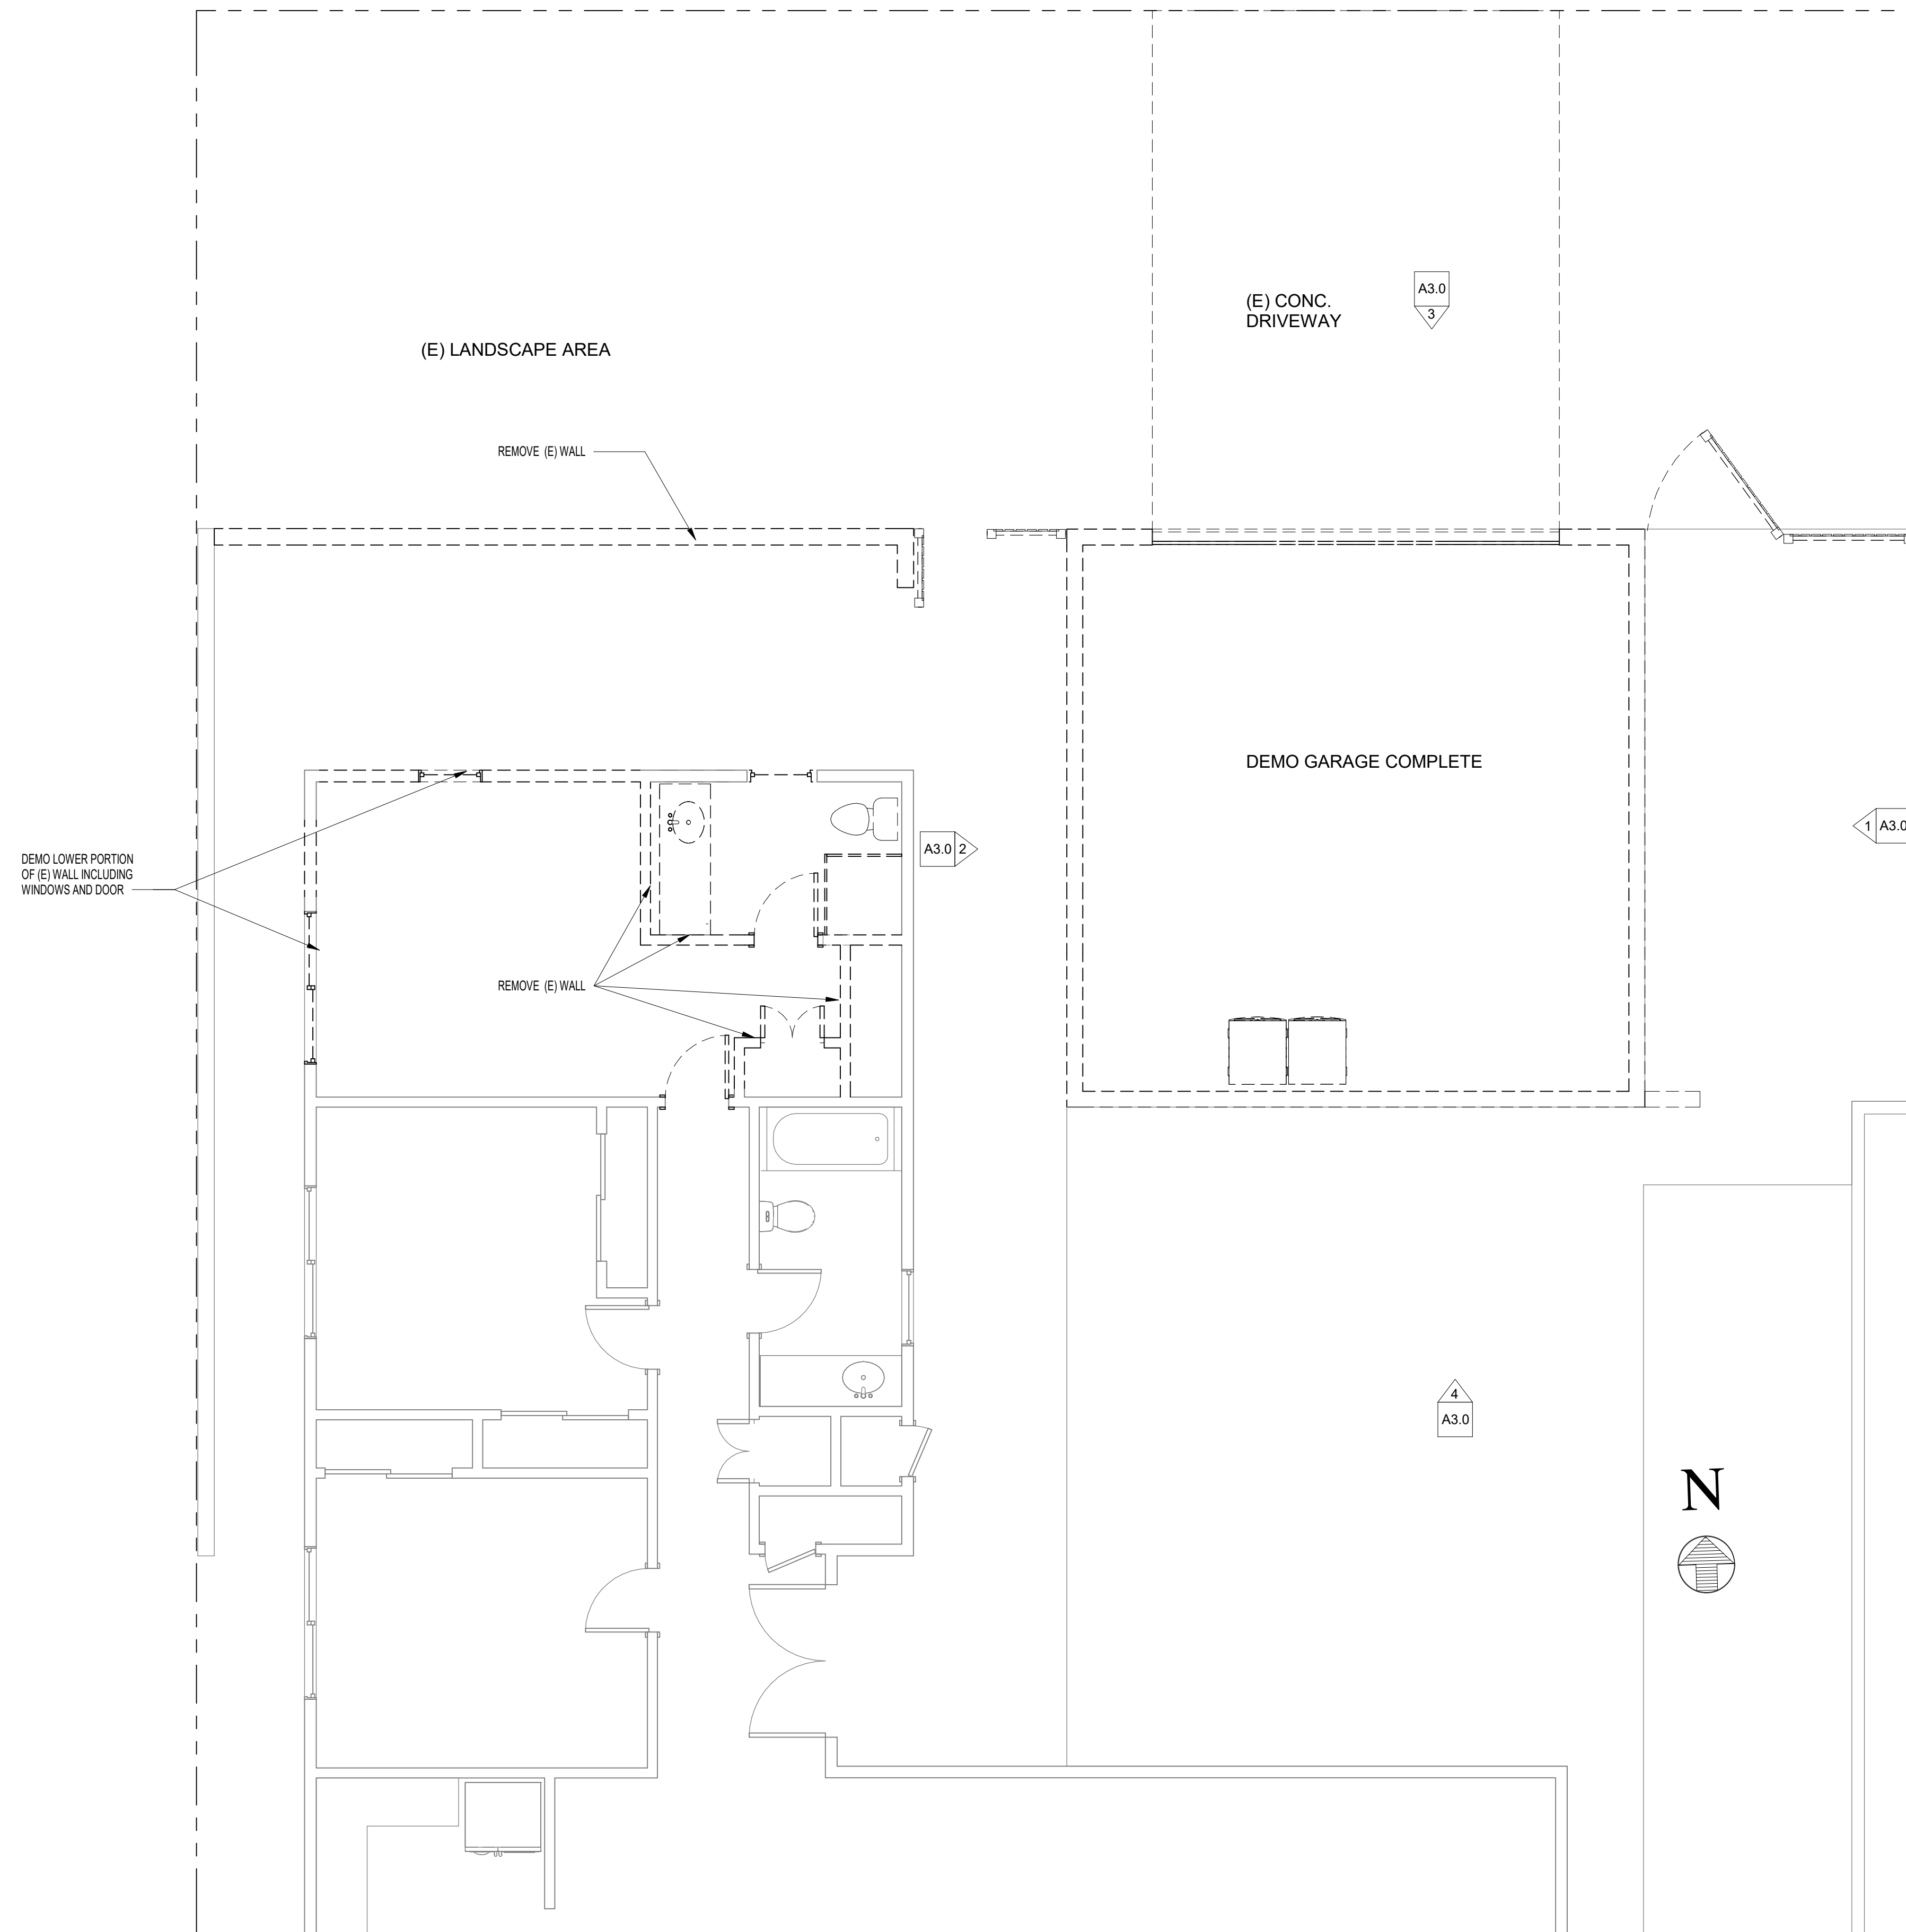 (E) CONC.
DRIVEWAY
A3.0
3
(E) LANDSCAPE AREA
REMOVE (E) WALL
DEMO GARAGE COMPLETE
A3.0 2
1 A3.0
DEMO LOWER PORTION
OF (E) WALL INCLUDING
WINDOWS AND DOOR
REMOVE (E) WALL
4
A3.0
N